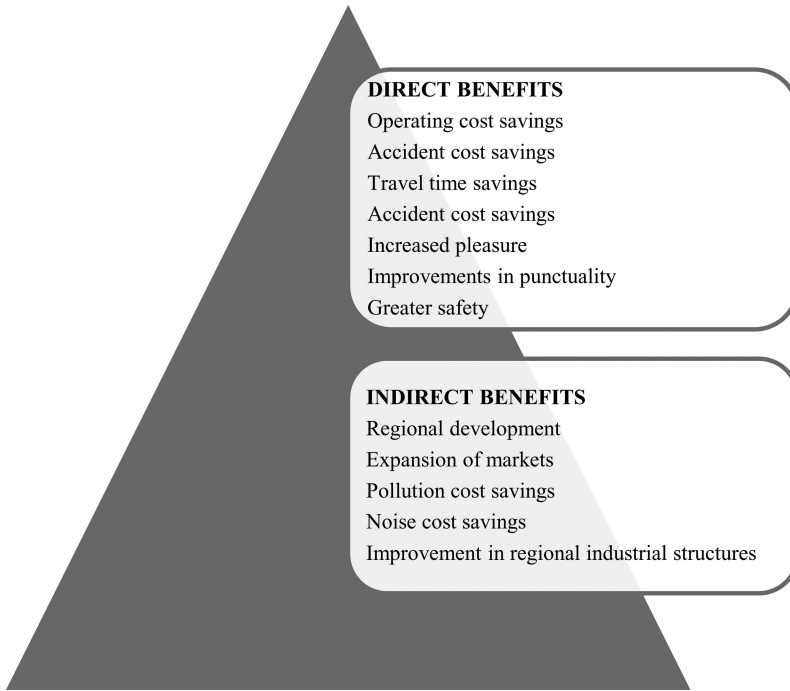 DIRECT BENEFITS
Operating cost savings
Accident cost savings
Travel time savings
Accident cost savings
Increased pleasure
Improvements in punctuality
Greater safety
INDIRECT BENEFITS
Regional development
Expansion of markets
Pollution cost savings
Noise cost savings
Improvement in regional industrial structures